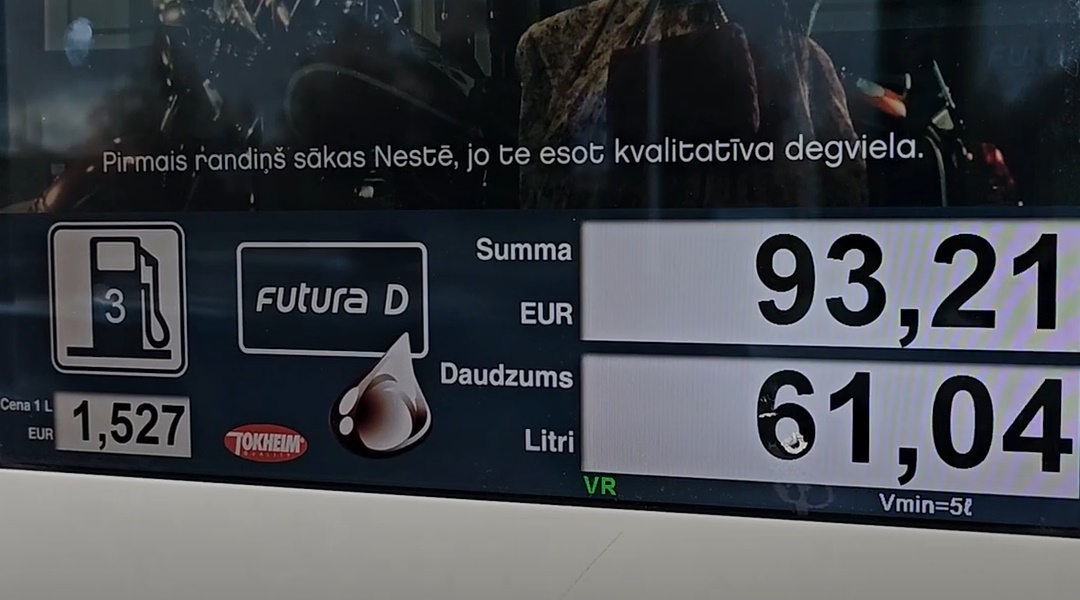 Pirmais randiņš sākas Nestē, jo te esot kvalitatīva degviela.
3
Futura D
Summa
EUR
93,21
Cena 1 L
EUR
1,527
TOKHEIM
QUALITY
Daudzums
Litri
61,04
VR
Vmin=5ℓ